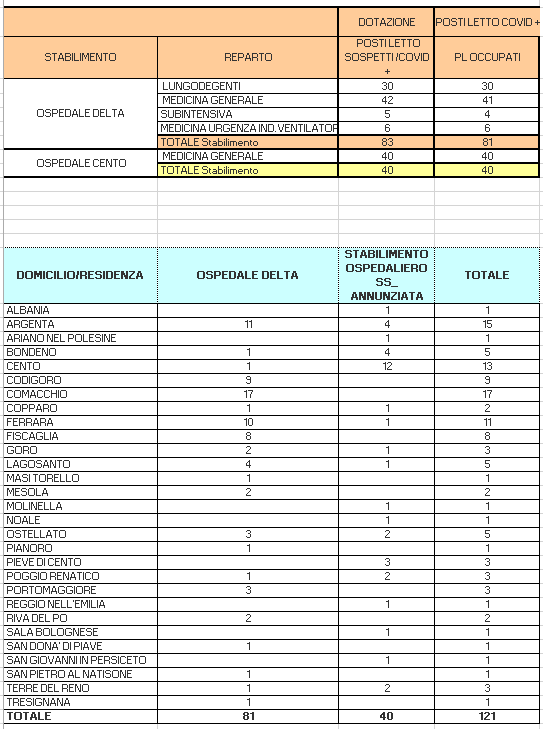 DOTAZIONE POSTI LETTO COVID +
STABILIMENTO REPARTO POSTI LETTO SOSPETTI/COVID + PL OCCUPATI
OSPEDALE DELTA
LUNGODEGENTI 30 30
MEDICINA GENERALE 42 41
SUBINTENSIVA 5 4
MEDICINA URGENZA IND.VENTILATOR 6 6
TOTALE Stabilimento 83 81
OSPEDALE CENTO
MEDICINA GENERALE 40 40
TOTALE Stabilimento 40 40
DOMICILIO/RESIDENZA OSPEDALE DELTA STABILIMENTO OSPEDALIERO SS_ ANNUNZIATA TOTALE
ALBANIA 1 1
ARGENTA 11 4 15
ARIANO NEL POLESINE 1 1
BONDENO 1 4 5
CENTO 1 12 13
CODIGORO 9 9
COMACCHIO 17 17
COPPARO 1 1 2
FERRARA 10 1 11
FISCAGLIA 8 8
GORO 2 1 3
LAGOSANTO 4 1 5
MASI TORELLO 1 1
MESOLA 2 2
MOLINELLA 1 1
NOALE 1 1
OSTELLATO 3 2 5
PIANORO 1 1
PIEVE DI CENTO 3 3
POGGIO RENATICO 1 2 3
PORTOMAGGIORE 3 3
REGGIO NELL'EMILIA 1 1
RIVA DEL PO 2 2
SALA BOLOGNESE 1 1
SAN DONA' DI PIAVE 1 1
SAN GIOVANNI IN PERSICETO 1 1
SAN PIETRO AL NATISONE 1 1
TERRE DEL RENO 1 2 3
TRESIGNANA 1 1
TOTALE 81 40 121